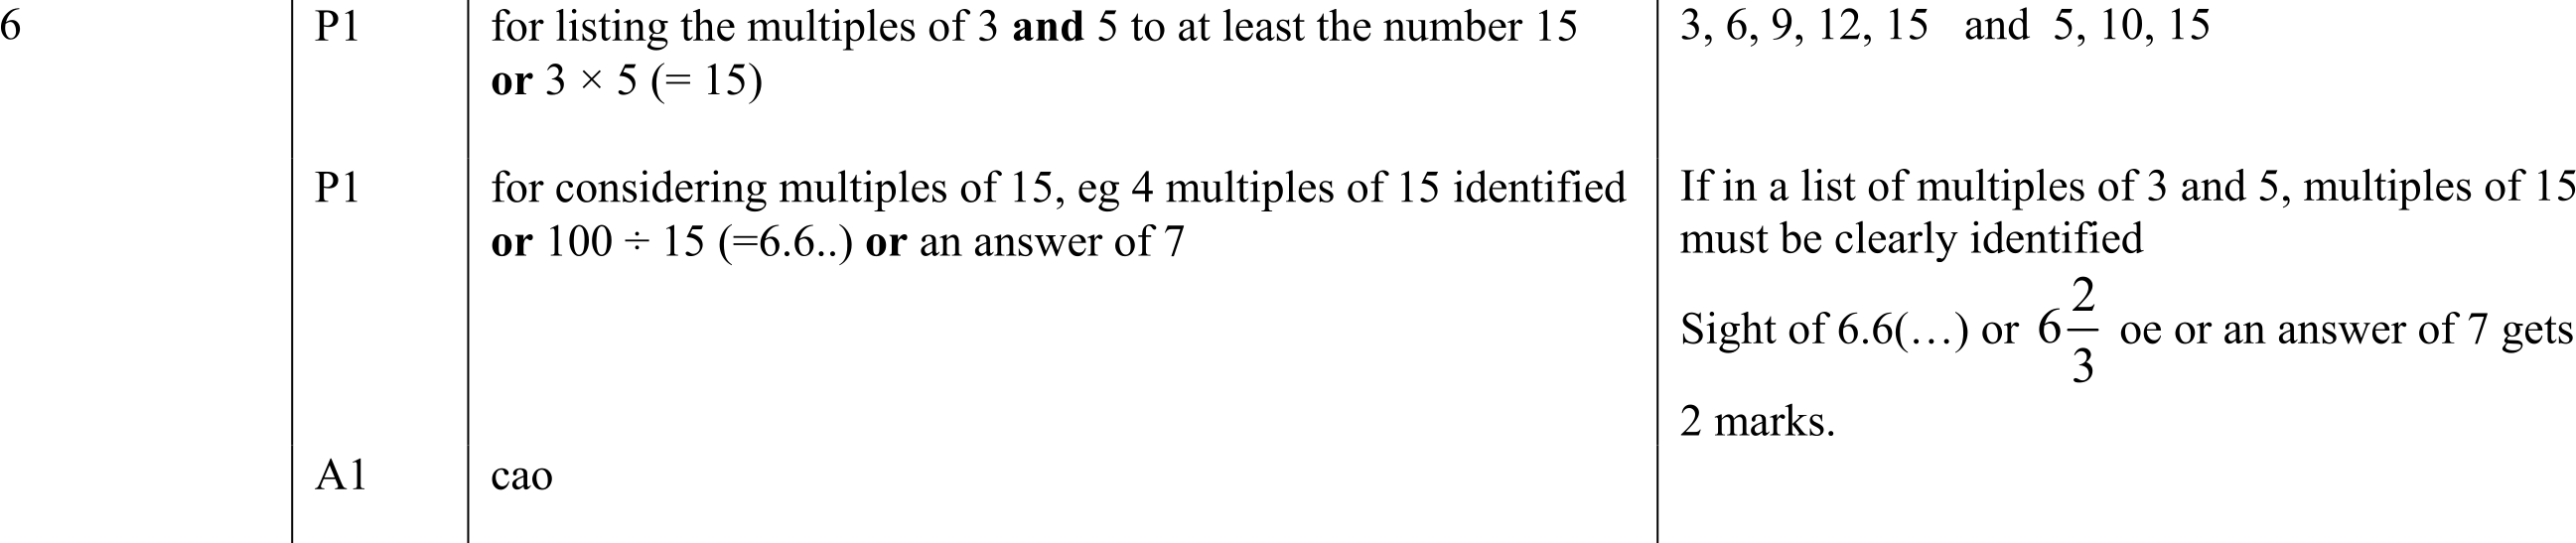 6 P1 for listing the multiples of 3 and 5 to at least the number 15 3, 6, 9, 12, 15 and 5, 10, 15
or 3 × 5 (= 15)
P1 for considering multiples of 15, eg 4 multiples of 15 identified If in a list of multiples of 3 and 5, multiples of 15
or 100 ÷ 15 (=6.6..) or an answer of 7 must be clearly identified
Sight of 6.6(…) or 6 2/3 oe or an answer of 7 gets
2 marks.
A1 cao